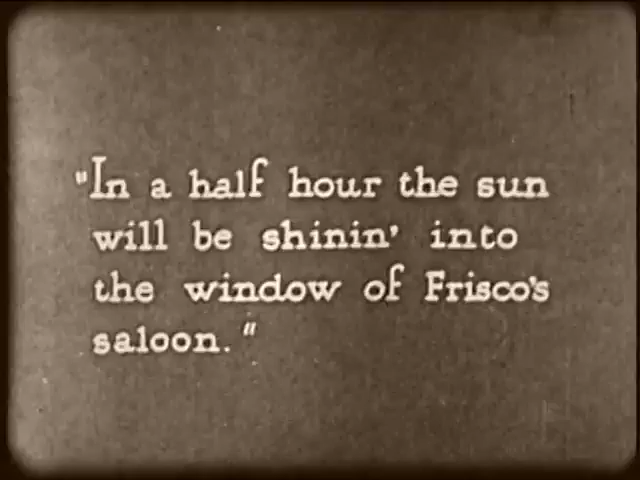 "In a half hour the sun
will be shinin' into
the window of Frisco's
saloon."